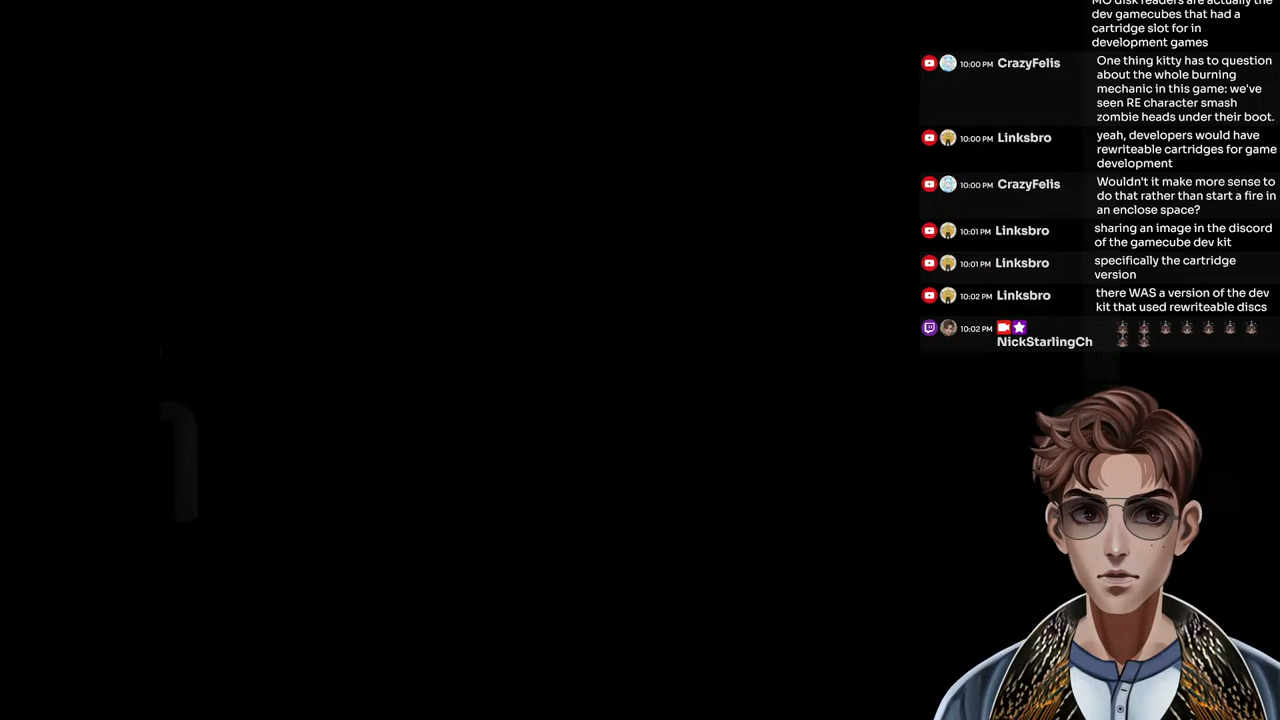 MO disk readers are actually the
dev gamecubes that had a
cartridge slot for in
development games
10:00 PM CrazyFelis One thing kitty has to question
about the whole burning
mechanic in this game: we've
seen RE character smash
zombie heads under their boot.
10:00 PM Linksbro yeah, developers would have
rewriteable cartridges for game
development
10:00 PM CrazyFelis Wouldn't it make more sense to
do that rather than start a fire in
an enclose space?
10:01 PM Linksbro sharing an image in the discord
of the gamecube dev kit
10:01 PM Linksbro specifically the cartridge
version
10:02 PM Linksbro there WAS a version of the dev
kit that used rewriteable discs
10:02 PM
NickStarlingCh